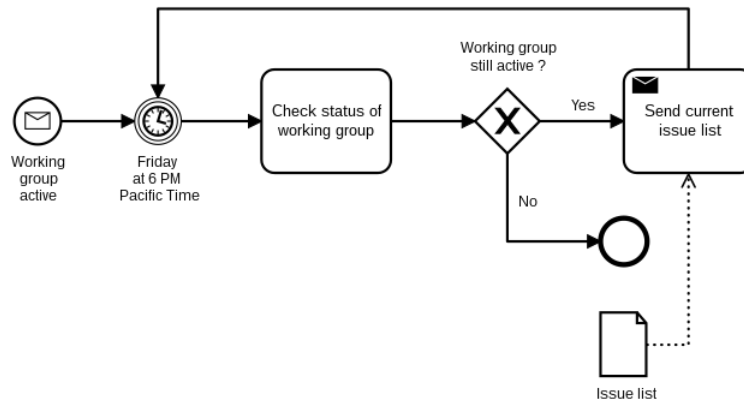 Working group
still active ?
Check status of
working group
Yes
Send current
issue list
Working
group
active
Friday
at 6 PM
Pacific Time
No
Issue list